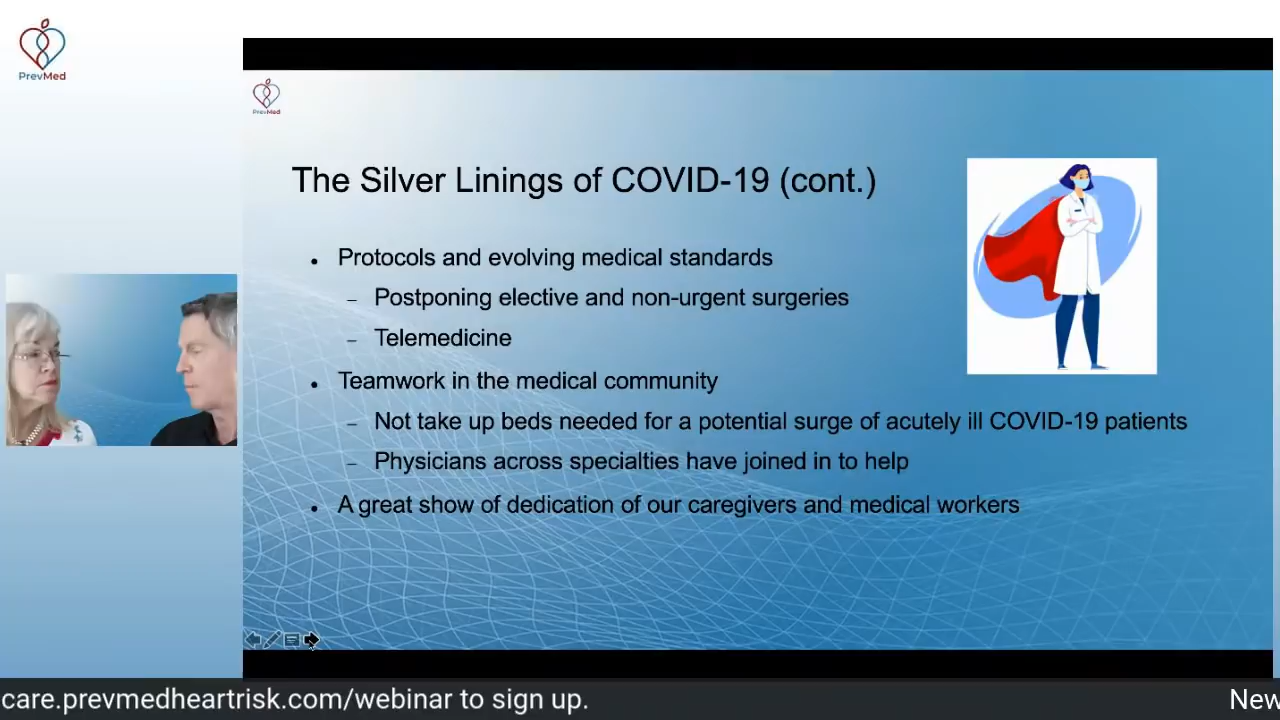 PrevMed
PrevMed
The Silver Linings of COVID-19 (cont.)
• Protocols and evolving medical standards
– Postponing elective and non-urgent surgeries
– Telemedicine
• Teamwork in the medical community
– Not take up beds needed for a potential surge of acutely ill COVID-19 patients
– Physicians across specialties have joined in to help
• A great show of dedication of our caregivers and medical workers
care.prevmedheartrisk.com/webinar to sign up.
New